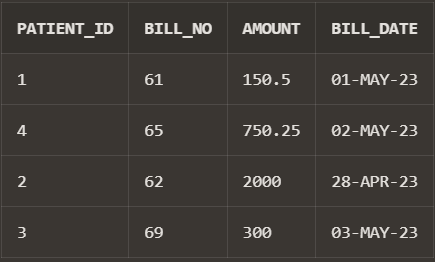 PATIENT_ID BILL_NO AMOUNT BILL_DATE
1 61 150.5 01-MAY-23
4 65 750.25 02-MAY-23
2 62 2000 28-APR-23
3 69 300 03-MAY-23